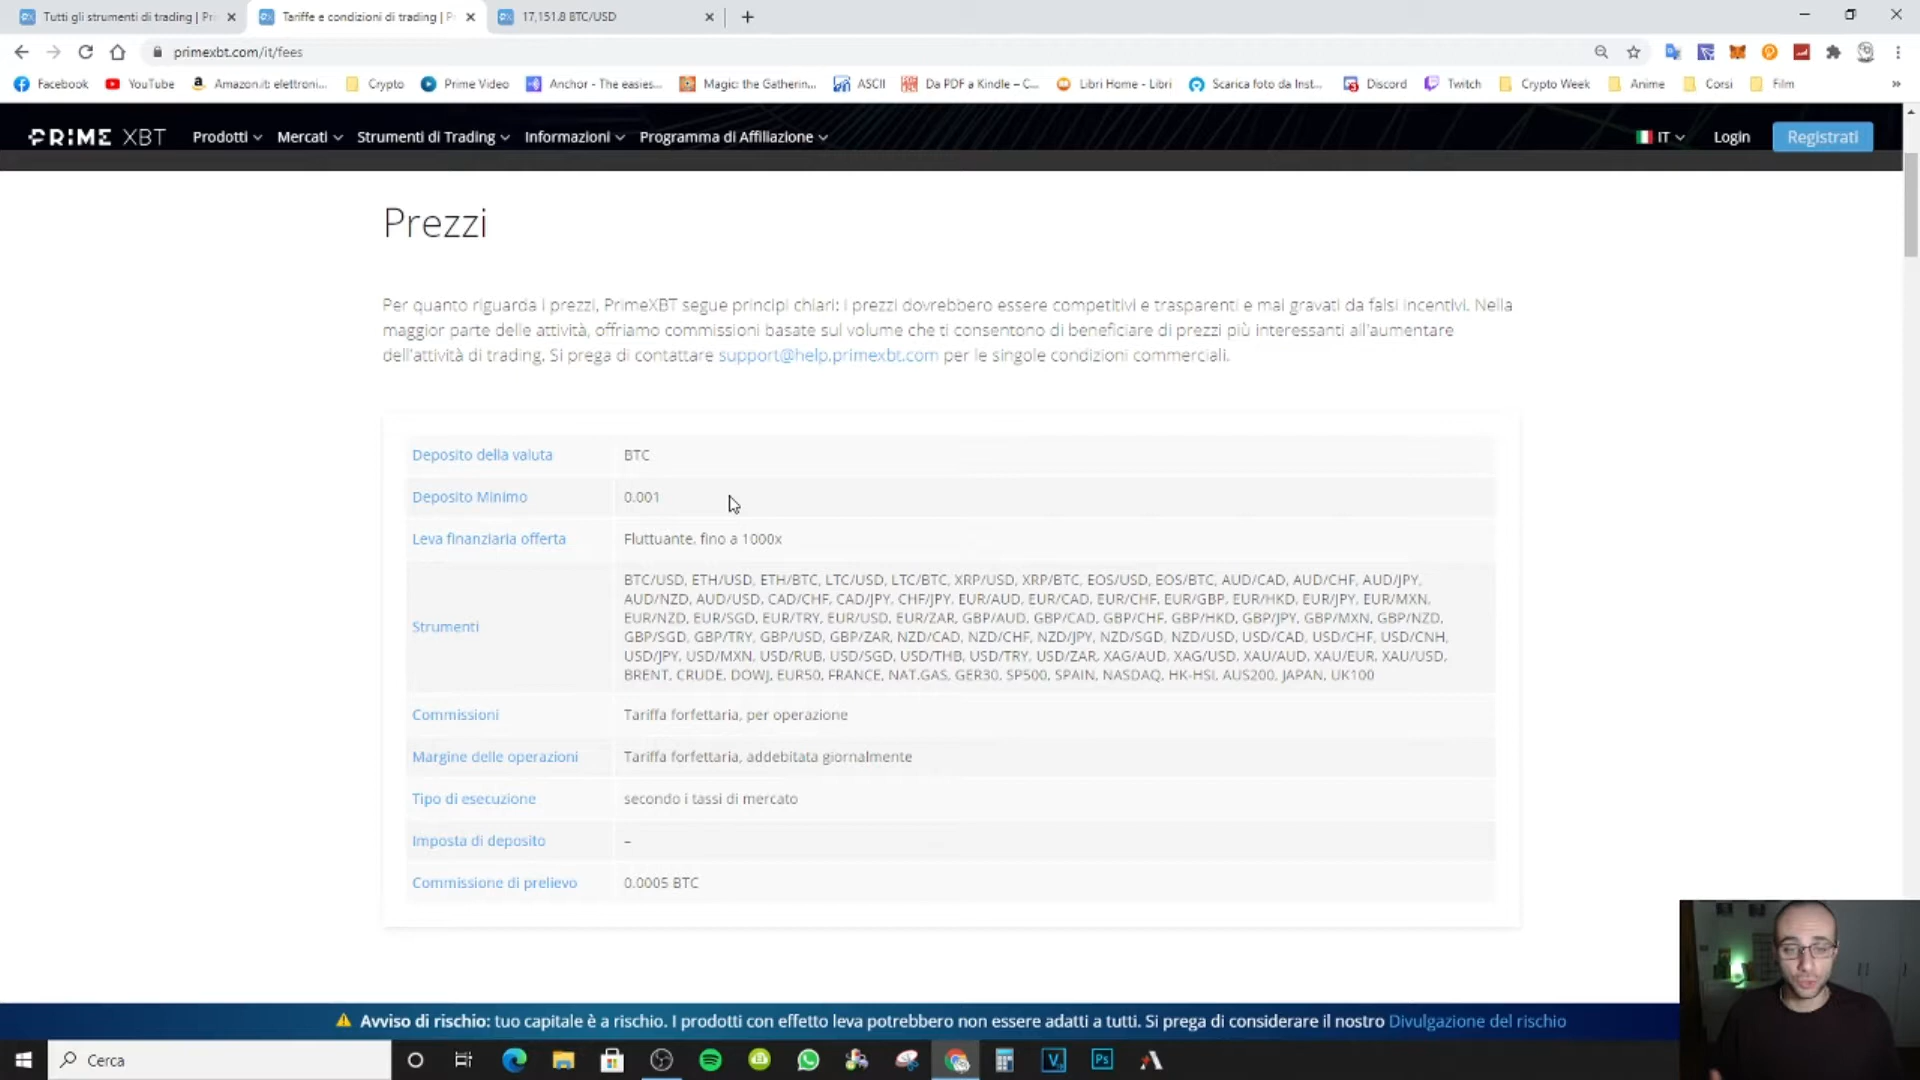 Tutti gli strumenti di trading | Pri
Tariffe e condizioni di trading | P
17,151.8 BTC/USD
primexbt.com/it/fees
Facebook
YouTube
Amazon.it: elettroni...
Crypto
Prime Video
Anchor - The easies...
Magic: the Gatherin...
ASCII
Da PDF a Kindle – C...
Libri Home - Libri
Scarica foto da Inst...
Discord
Twitch
Crypto Week
Anime
Corsi
Film
PRIME XBT
Prodotti
Mercati
Strumenti di Trading
Informazioni
Programma di Affiliazione
IT
Login
Registrati
Prezzi
Per quanto riguarda i prezzi, PrimeXBT segue principi chiari: i prezzi dovrebbero essere competitivi e trasparenti e mai gravati da falsi incentivi. Nella
maggior parte delle attività, offriamo commissioni basate sul volume che ti consentono di beneficiare di prezzi più interessanti all'aumentare
dell'attività di trading. Si prega di contattare support@help.primexbt.com per le singole condizioni commerciali.
Deposito della valuta BTC
Deposito Minimo 0.001
Leva finanziaria offerta Fluttuante, fino a 1000x
Strumenti
BTC/USD, ETH/USD, ETH/BTC, LTC/USD, LTC/BTC, XRP/USD, XRP/BTC, EOS/USD, EOS/BTC, AUD/CAD, AUD/CHF, AUD/JPY,
AUD/NZD, AUD/USD, CAD/CHF, CAD/JPY, CHF/JPY, EUR/AUD, EUR/CAD, EUR/CHF, EUR/GBP, EUR/HKD, EUR/JPY, EUR/MXN,
EUR/NZD, EUR/SGD, EUR/TRY, EUR/USD, EUR/ZAR, GBP/AUD, GBP/CAD, GBP/CHF, GBP/HKD, GBP/JPY, GBP/MXN, GBP/NZD,
GBP/SGD, GBP/TRY, GBP/USD, GBP/ZAR, NZD/CAD, NZD/CHF, NZD/JPY, NZD/SGD, NZD/USD, USD/CAD, USD/CHF, USD/CNH,
USD/JPY, USD/MXN, USD/RUB, USD/SGD, USD/THB, USD/TRY, USD/ZAR, XAG/AUD, XAG/USD, XAU/AUD, XAU/EUR, XAU/USD,
BRENT, CRUDE, DOWJ, EUR50, FRANCE, NAT.GAS, GER30, SP500, SPAIN, NASDAQ, HK-HSI, AUS200, JAPAN, UK100
Commissioni Tariffa forfettaria, per operazione
Margine delle operazioni Tariffa forfettaria, addebitata giornalmente
Tipo di esecuzione secondo i tassi di mercato
Imposta di deposito –
Commissione di prelievo 0.0005 BTC
Avviso di rischio: tuo capitale è a rischio. I prodotti con effetto leva potrebbero non essere adatti a tutti. Si prega di considerare il nostro Divulgazione del rischio
Cerca